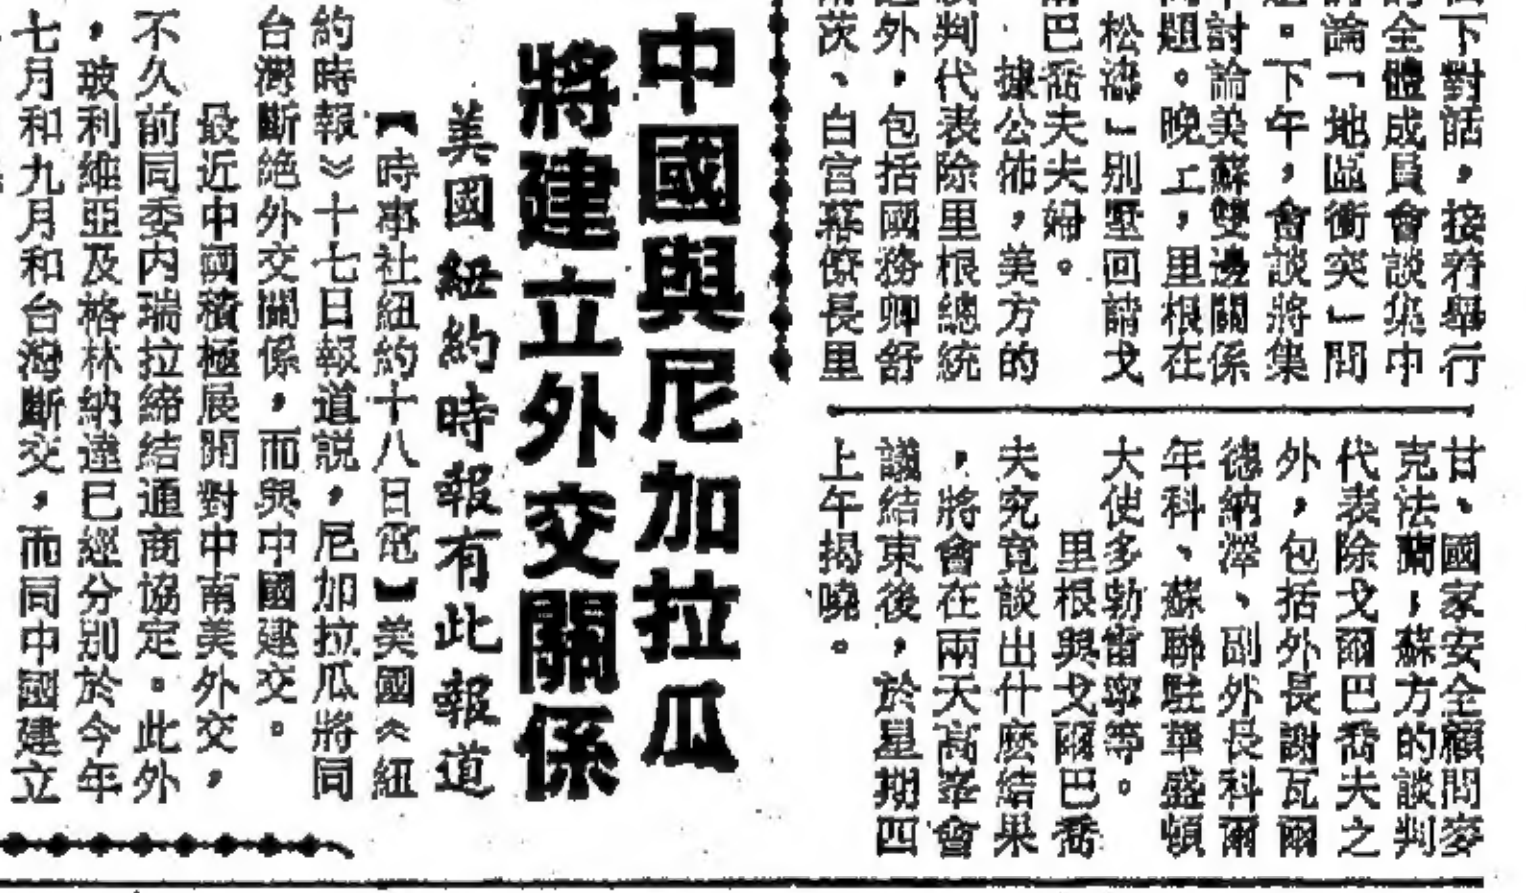 下對話，接着舉行
全體成員會談集中
論「地區衝突」問
。下午，會談將集
討論美蘇雙邊關係
題。晚上，里根在
松濤」別墅回請戈
巴喬夫夫婦。
據公佈，美方的
判代表除里根總統
外，包括國務卿舒
茨、白宮幕僚長里
甘、國家安全顧問麥
克法蘭；蘇方的談判
代表除戈爾巴喬夫之
外，包括外長謝瓦爾
德納澤、副外長科爾
年科、蘇聯駐華盛頓
大使多勃雷寧等。
里根與戈爾巴喬
夫究竟談出什麼結果
，將會在兩天高峯會
議結束後，於星期四
上午揭曉。
中國與尼加拉瓜
將建立外交關係
美國紐約時報有此報道
【時事社紐約十八日電】美國《紐
約時報》十七日報道説，尼加拉瓜將同
台灣斷絕外交關係，而與中國建交。
最近中國積極展開對中南美外交，
不久前同委內瑞拉締結通商協定。此外
，玻利維亞及格林納達已經分別於今年
七月和九月和台灣斷交，而同中國建立